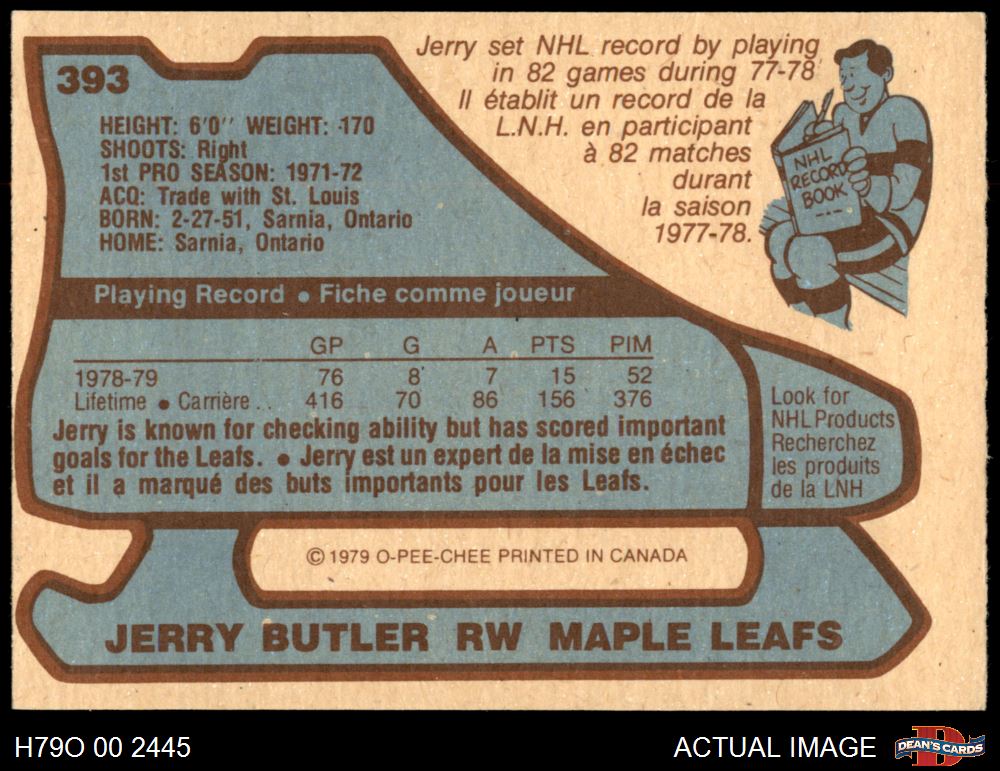 393
HEIGHT: 6'0" WEIGHT: 170
SHOOTS: Right
1st PRO SEASON: 1971-72
ACQ: Trade with St. Louis
BORN: 2-27-51, Sarnia, Ontario
HOME: Sarnia, Ontario
Jerry set NHL record by playing
in 82 games during 77-78
Il établit un record de la
L.N.H. en participant
à 82 matches
durant
la saison
1977-78.
NHL
RECORD
BOOK
Playing Record • Fiche comme joueur
GP G A PTS PIM
1978-79 76 8 7 15 52
Lifetime • Carrière.. 416 70 86 156 376
Jerry is known for checking ability but has scored important
goals for the Leafs. • Jerry est un expert de la mise en échec
et il a marqué des buts importants pour les Leafs.
Look for
NHL Products
Recherchez
les produits
de la LNH
© 1979 O-PEE-CHEE PRINTED IN CANADA
JERRY BUTLER RW MAPLE LEAFS
H79O 00 2445
ACTUAL IMAGE
D
DEAN'S CARDS